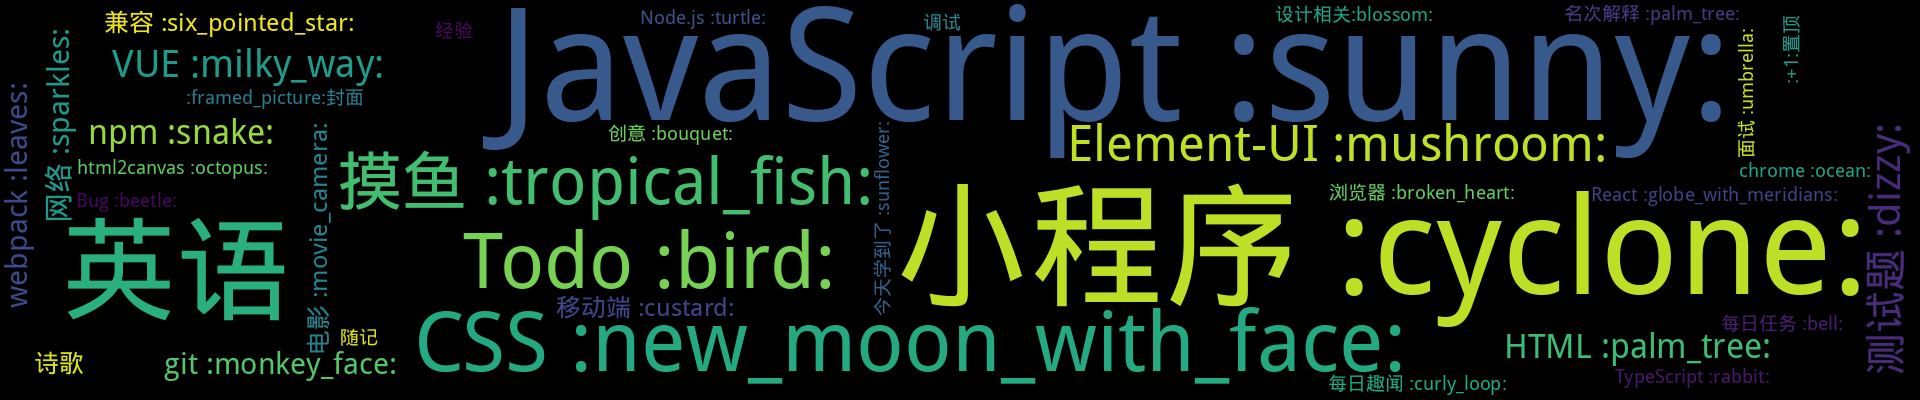 兼容 :six_pointed_star:
经验
Node.js :turtle:
JavaScript :sunny:
调试
设计相关:blossom:
名次解释 :palm_tree:
:+1:置顶
面试 :umbrella:
VUE :milky_way:
:framed_picture:封面
网络 :sparkles:
webpack :leaves:
npm :snake:
html2canvas :octopus:
Bug :beetle:
电影 :movie_camera:
创意 :bouquet:
摸鱼 :tropical_fish:
今天学到了 :sunflower:
Element-UI :mushroom:
chrome :ocean:
浏览器 :broken_heart:
React :globe_with_meridians:
测试题 :dizzy:
英语
Todo :bird:
小程序 :cyclone:
移动端 :custard:
CSS :new_moon_with_face:
随记
诗歌
git :monkey_face:
每日任务 :bell:
HTML :palm_tree:
TypeScript :rabbit:
每日趣闻 :curly_loop: